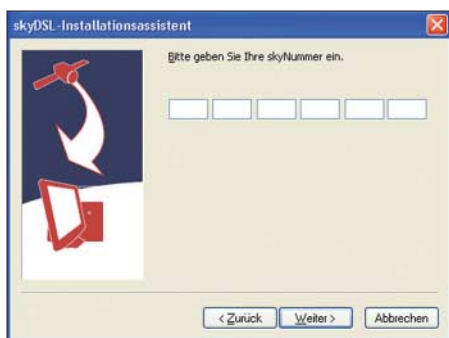 skyDSL-Installationsassistent
Bitte geben Sie Ihre skyNummer ein.
< Zurück Weiter > Abbrechen